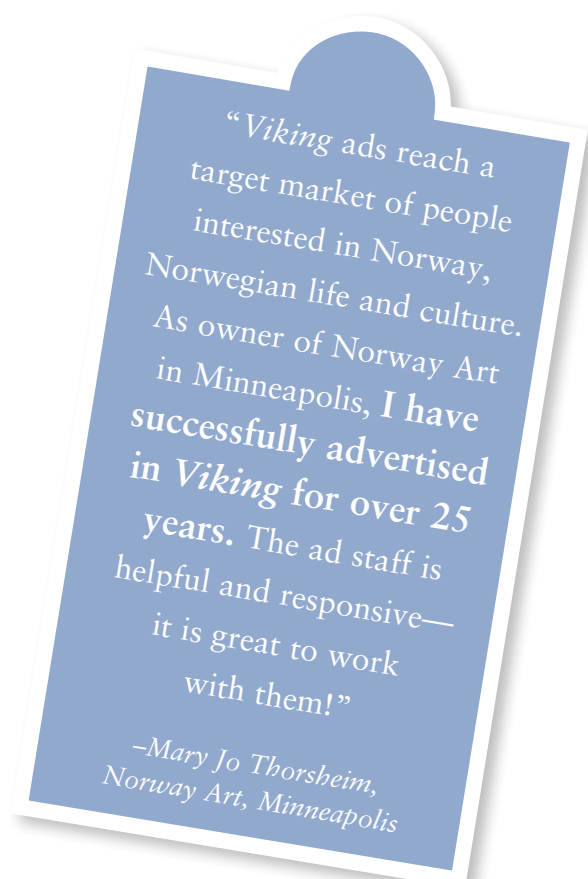 “Viking ads reach a
target market of people
interested in Norway,
Norwegian life and culture.
As owner of Norway Art
in Minneapolis, I have
successfully advertised
in Viking for over 25
years. The ad staff is
helpful and responsive—
it is great to work
with them!”
–Mary Jo Thorsheim,
Norway Art, Minneapolis